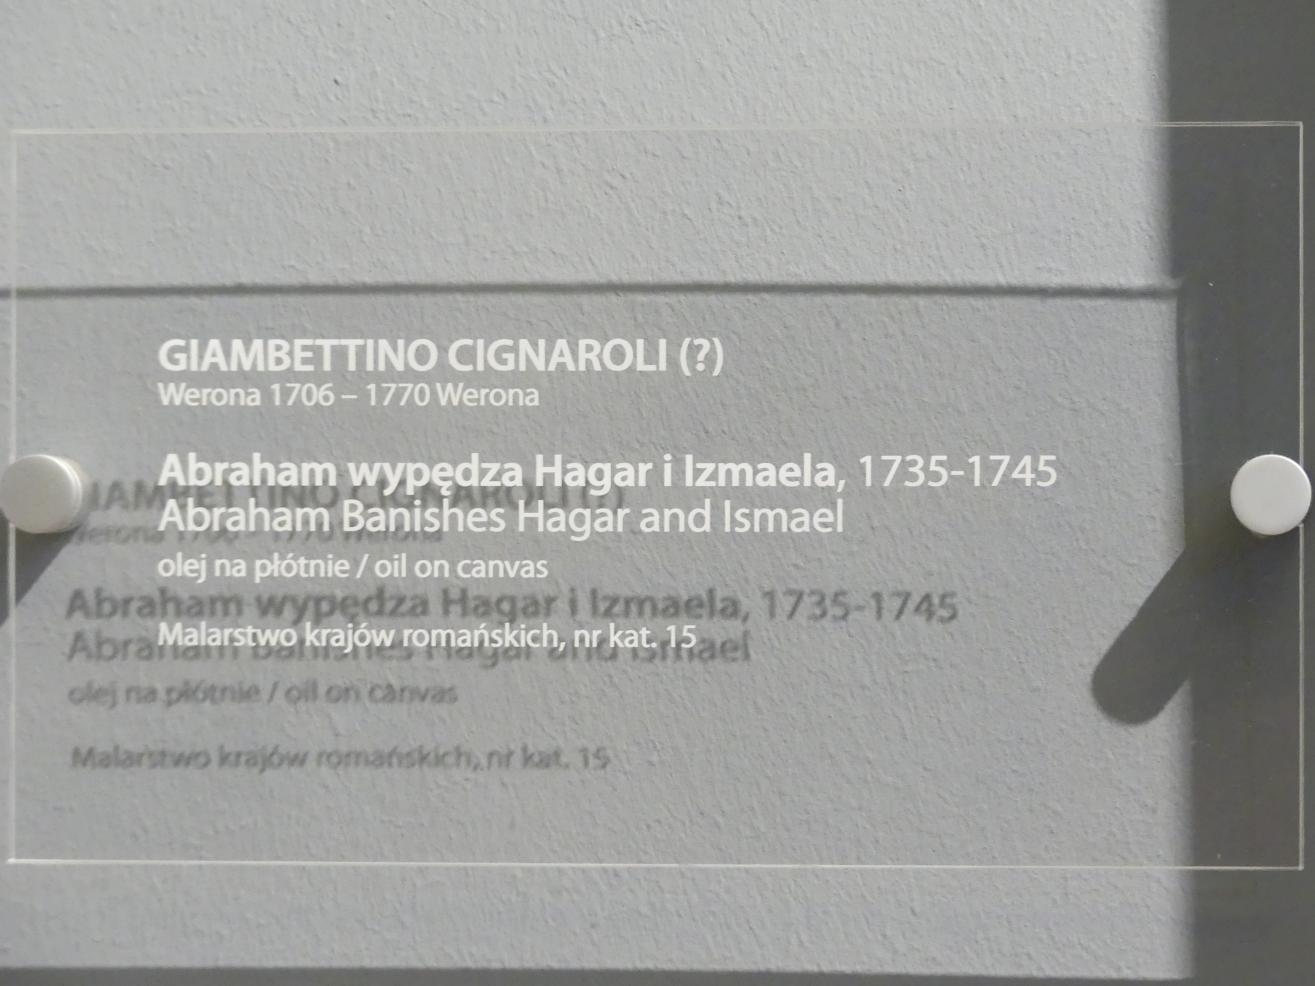 GIAMBETTINO CIGNAROLI (?)
Werona 1706 – 1770 Werona
Abraham wypędza Hagar i Izmaela, 1735-1745
Abraham Banishes Hagar and Ismael
olej na płótnie / oil on canvas
Malarstwo krajów romańskich, nr kat. 15